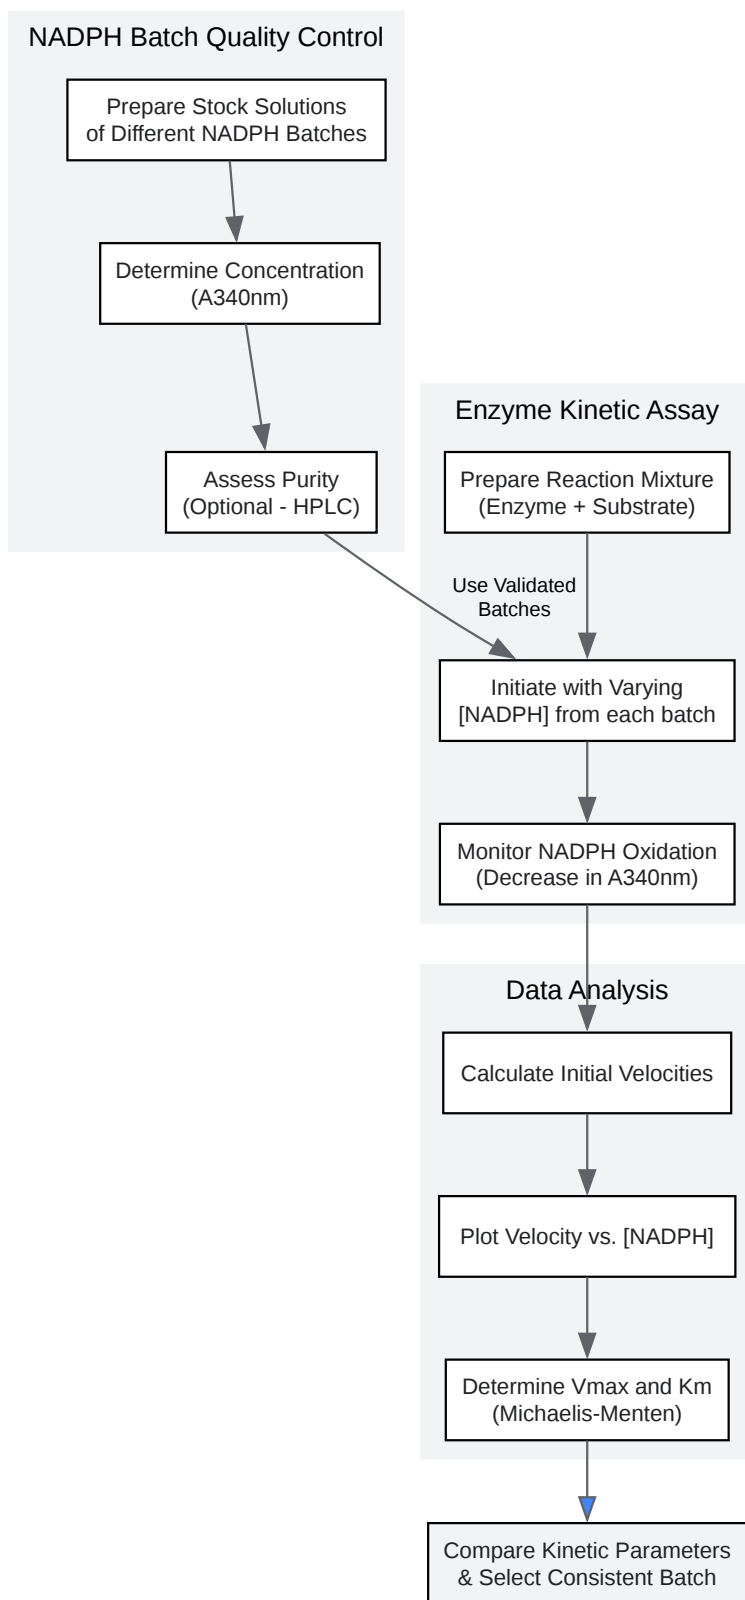 NADPH Batch Quality Control
Prepare Stock Solutions
of Different NADPH Batches
Determine Concentration
(A340nm)
Assess Purity
(Optional - HPLC)
Enzyme Kinetic Assay
Prepare Reaction Mixture
(Enzyme + Substrate)
Use Validated
Batches
Initiate with Varying
[NADPH] from each batch
Monitor NADPH Oxidation
(Decrease in A340nm)
Data Analysis
Calculate Initial Velocities
Plot Velocity vs. [NADPH]
Determine Vmax and Km
(Michaelis-Menten)
Compare Kinetic Parameters
& Select Consistent Batch